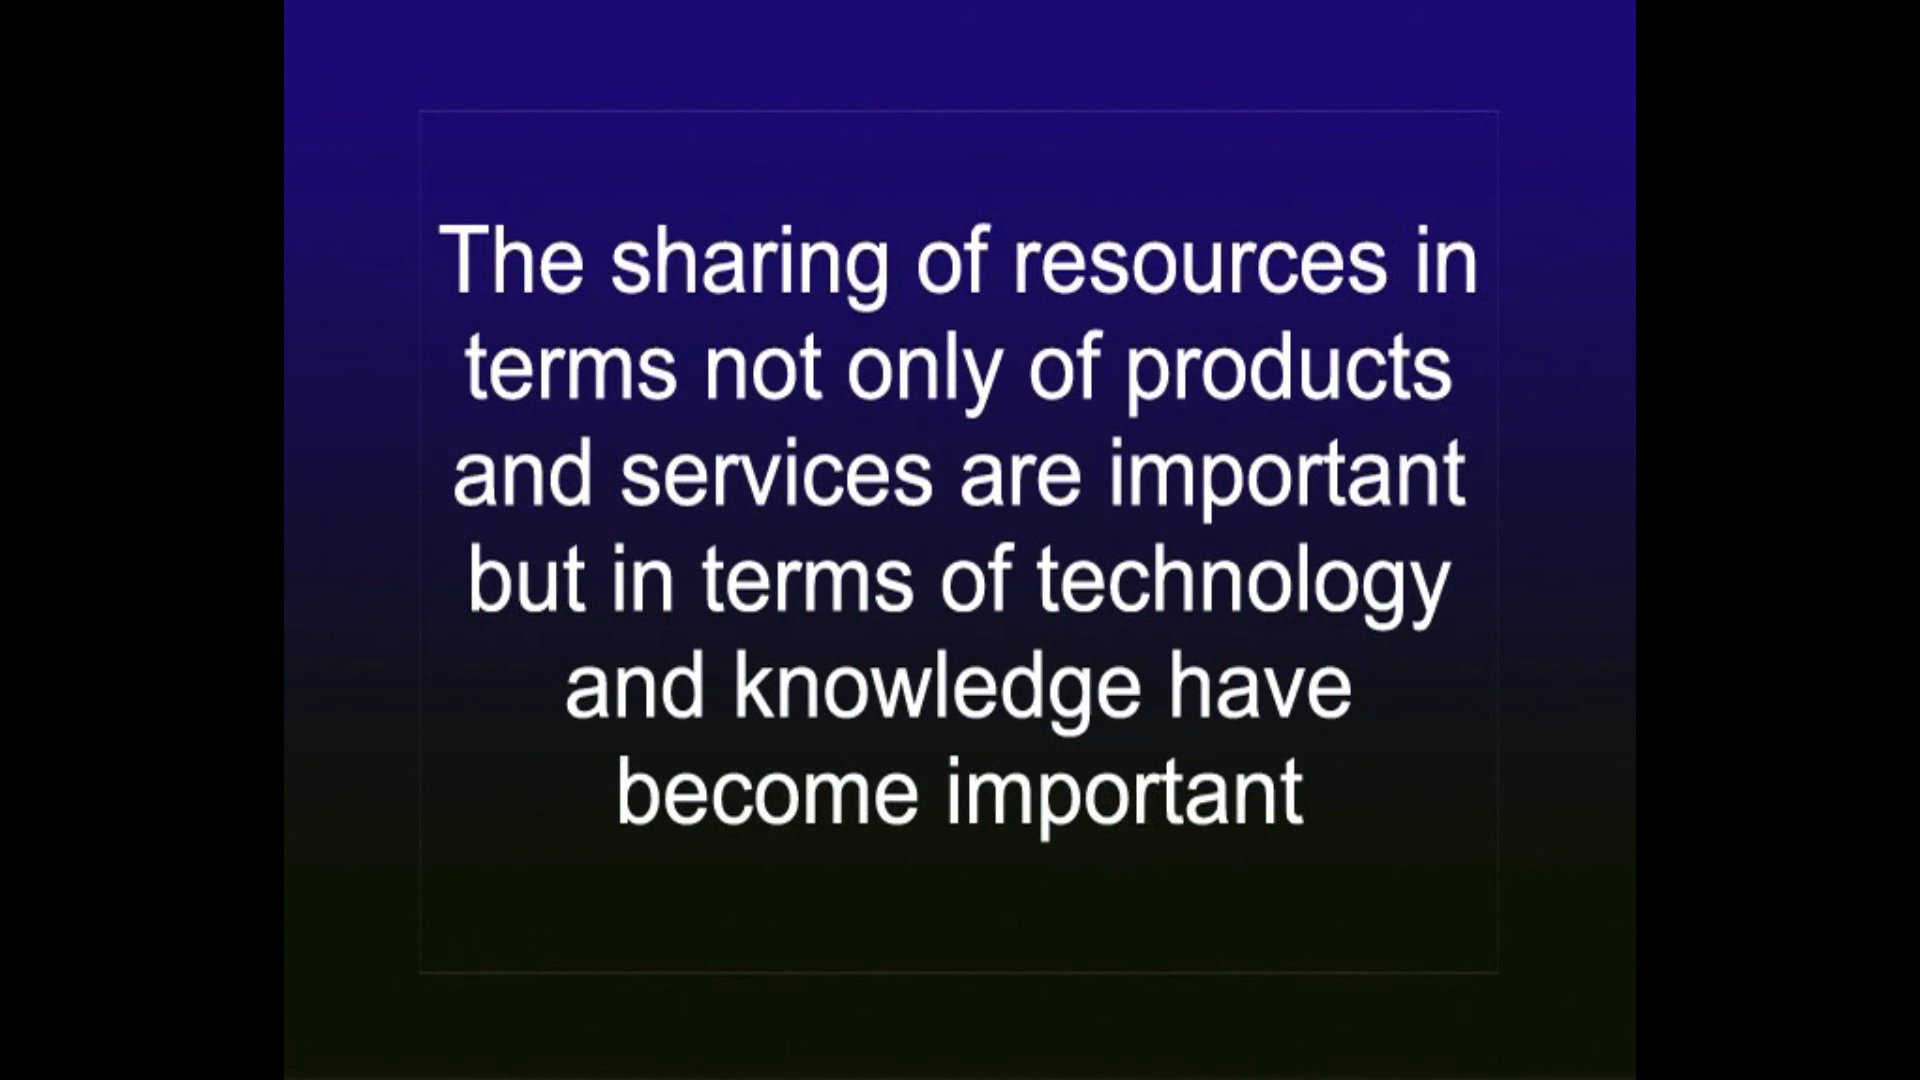 The sharing of resources in
terms not only of products
and services are important
but in terms of technology
and knowledge have
become important